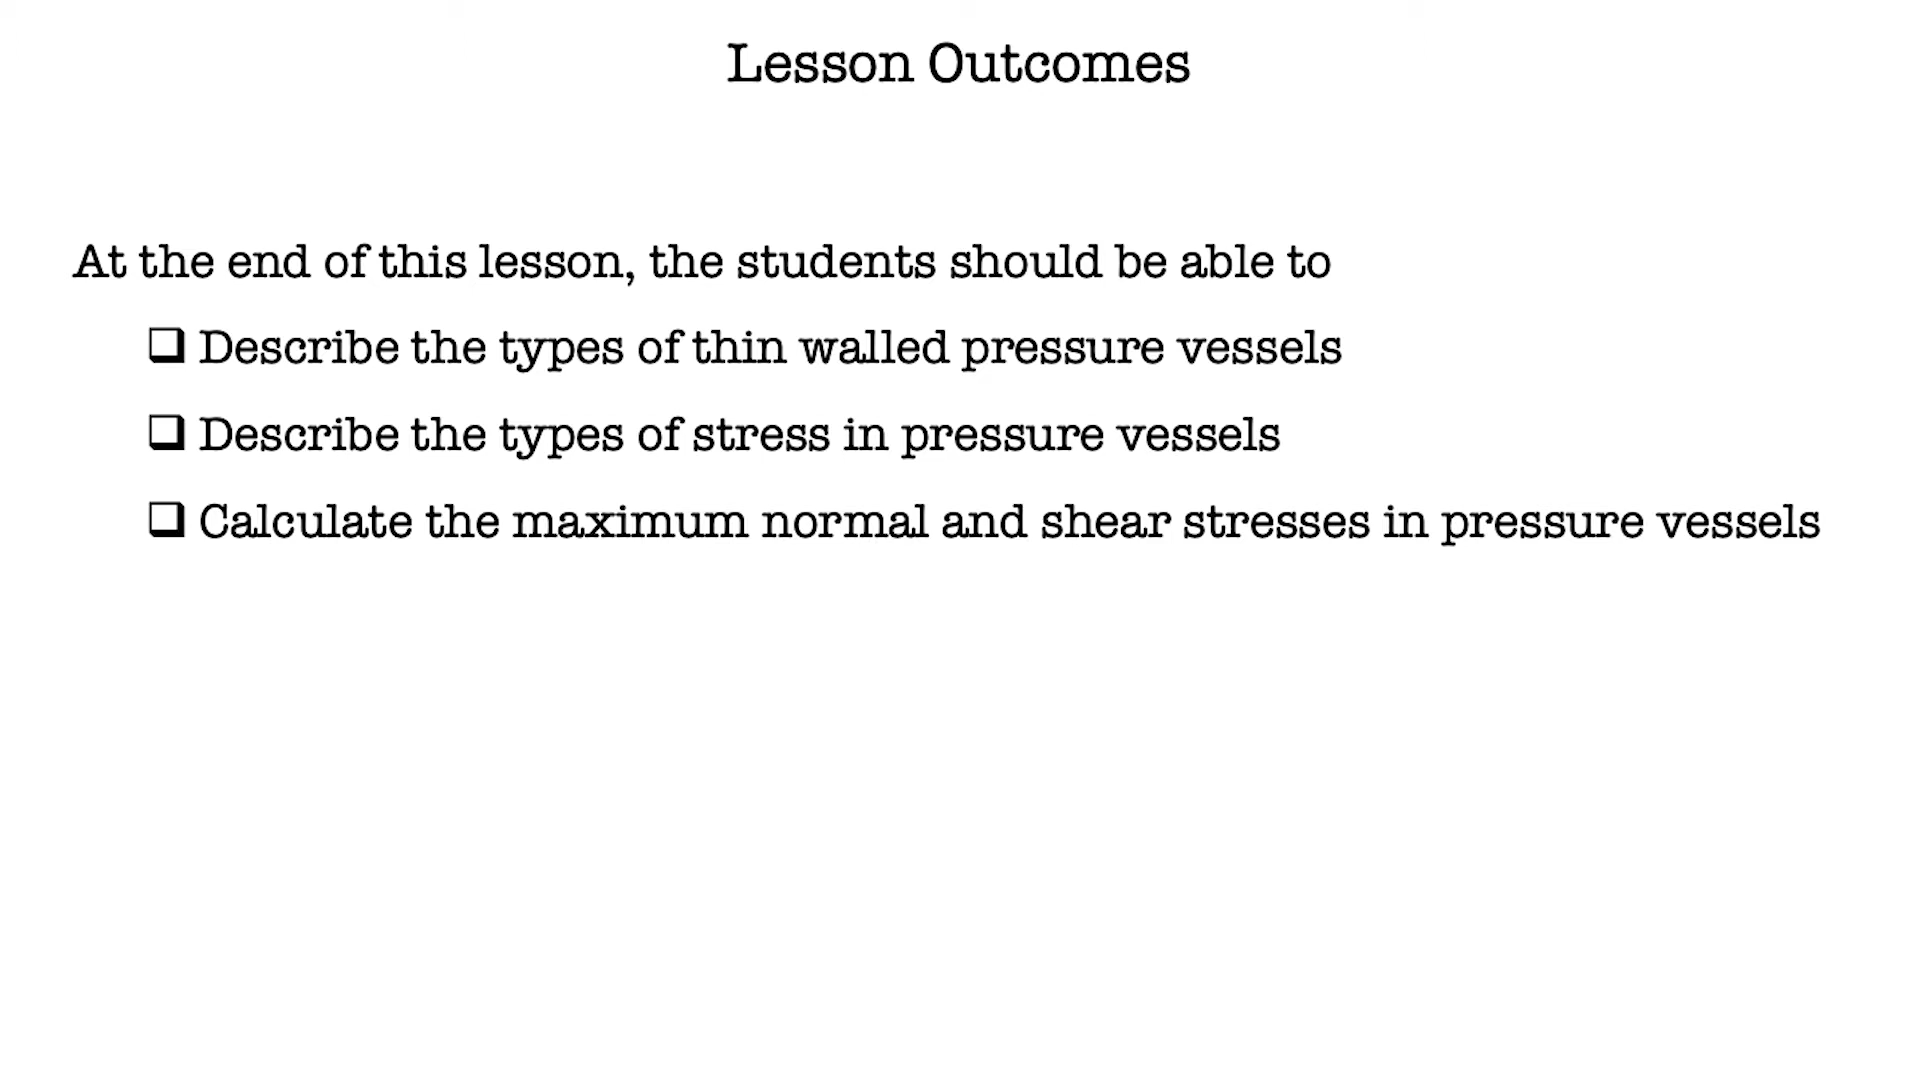 Lesson Outcomes
At the end of this lesson, the students should be able to
❑ Describe the types of thin walled pressure vessels
❑ Describe the types of stress in pressure vessels
❑ Calculate the maximum normal and shear stresses in pressure vessels